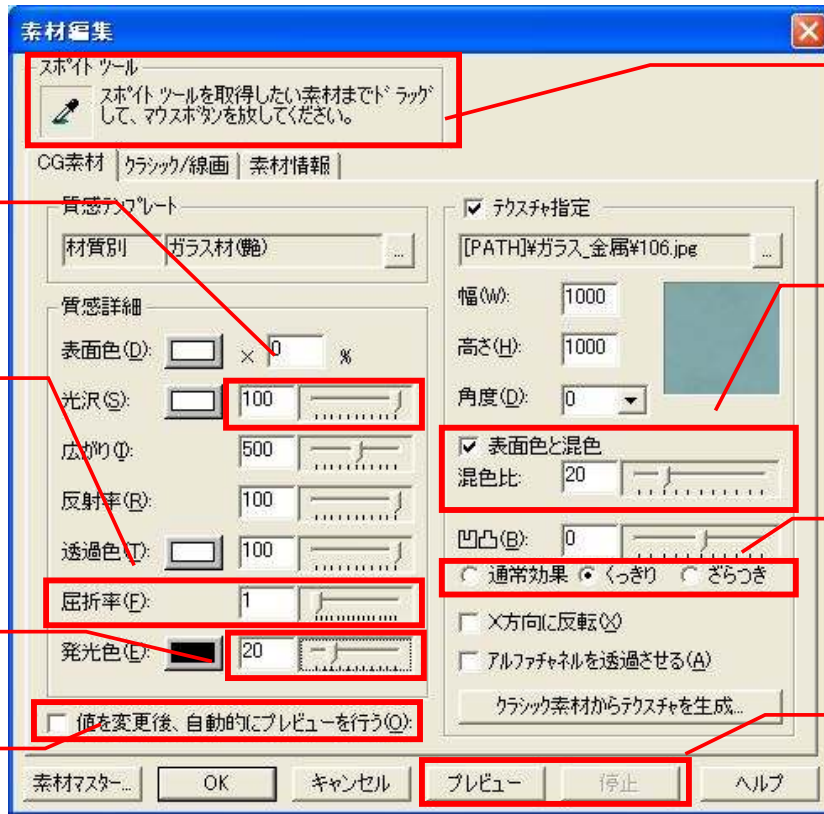 素材編集
スポイト ツール
スポイト ツールを取得したい素材までドラッグ
して、マウスボタンを放してください。
CG素材 クラシック/線画 素材情報
質感テンプレート
材質別 ガラス材(艶) ...
質感詳細
表面色(D): × 0 %
光沢(S): 100
広がり(I): 500
反射率(R): 100
透過色(T): 100
屈折率(F): 1
発光色(E): 20
値を変更後、自動的にプレビューを行う(O):
テクスチャ指定
[PATH]¥ガラス_金属¥106.jpg ...
幅(W): 1000
高さ(H): 1000
角度(D): 0
表面色と混色
混色比: 20
凹凸(B): 0
通常効果 くっきり ざらつき
X方向に反転(X)
アルファチャネルを透過させる(A)
クラシック素材からテクスチャを生成...
素材マスター... OK キャンセル プレビュー 停止 ヘルプ